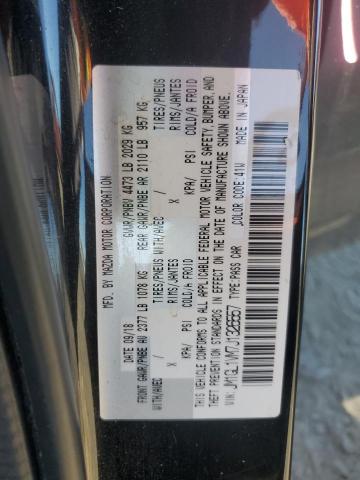 MFD. BY MAZDA MOTOR CORPORATION
DATE 09/18 GVWR/PNBV 4473 LB 2029 KG
FRONT GAWR/PNBE AV 2377 LB 1078 KG REAR GAWR/PNBE AR 2110 LB 957 KG
WITH/AVEC / TIRES/PNEUS WITH/AVEC / TIRES/PNEUS
X RIMS/JANTES X RIMS/JANTES
KPA/ PSI COLD/A FROID KPA/ PSI COLD/A FROID
THIS VEHICLE CONFORMS TO ALL APPLICABLE FEDERAL MOTOR VEHICLE SAFETY, BUMPER, AND
THEFT PREVENTION STANDARDS IN EFFECT ON THE DATE OF MANUFACTURE SHOWN ABOVE.
VIN: TYPE: PASS CAR COLOR CODE: 41W MADE IN JAPAN